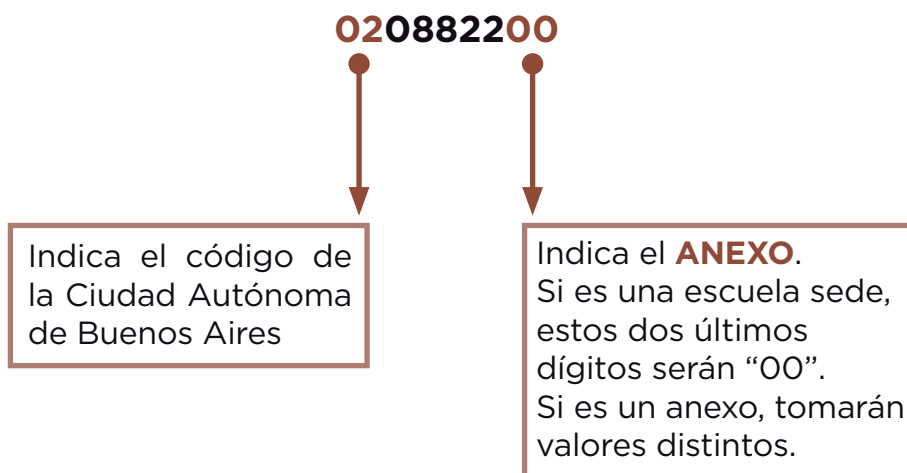 020882200
Indica el código de
la Ciudad Autónoma
de Buenos Aires
Indica el ANEXO.
Si es una escuela sede,
estos dos últimos
dígitos serán “00”.
Si es un anexo, tomarán
valores distintos.